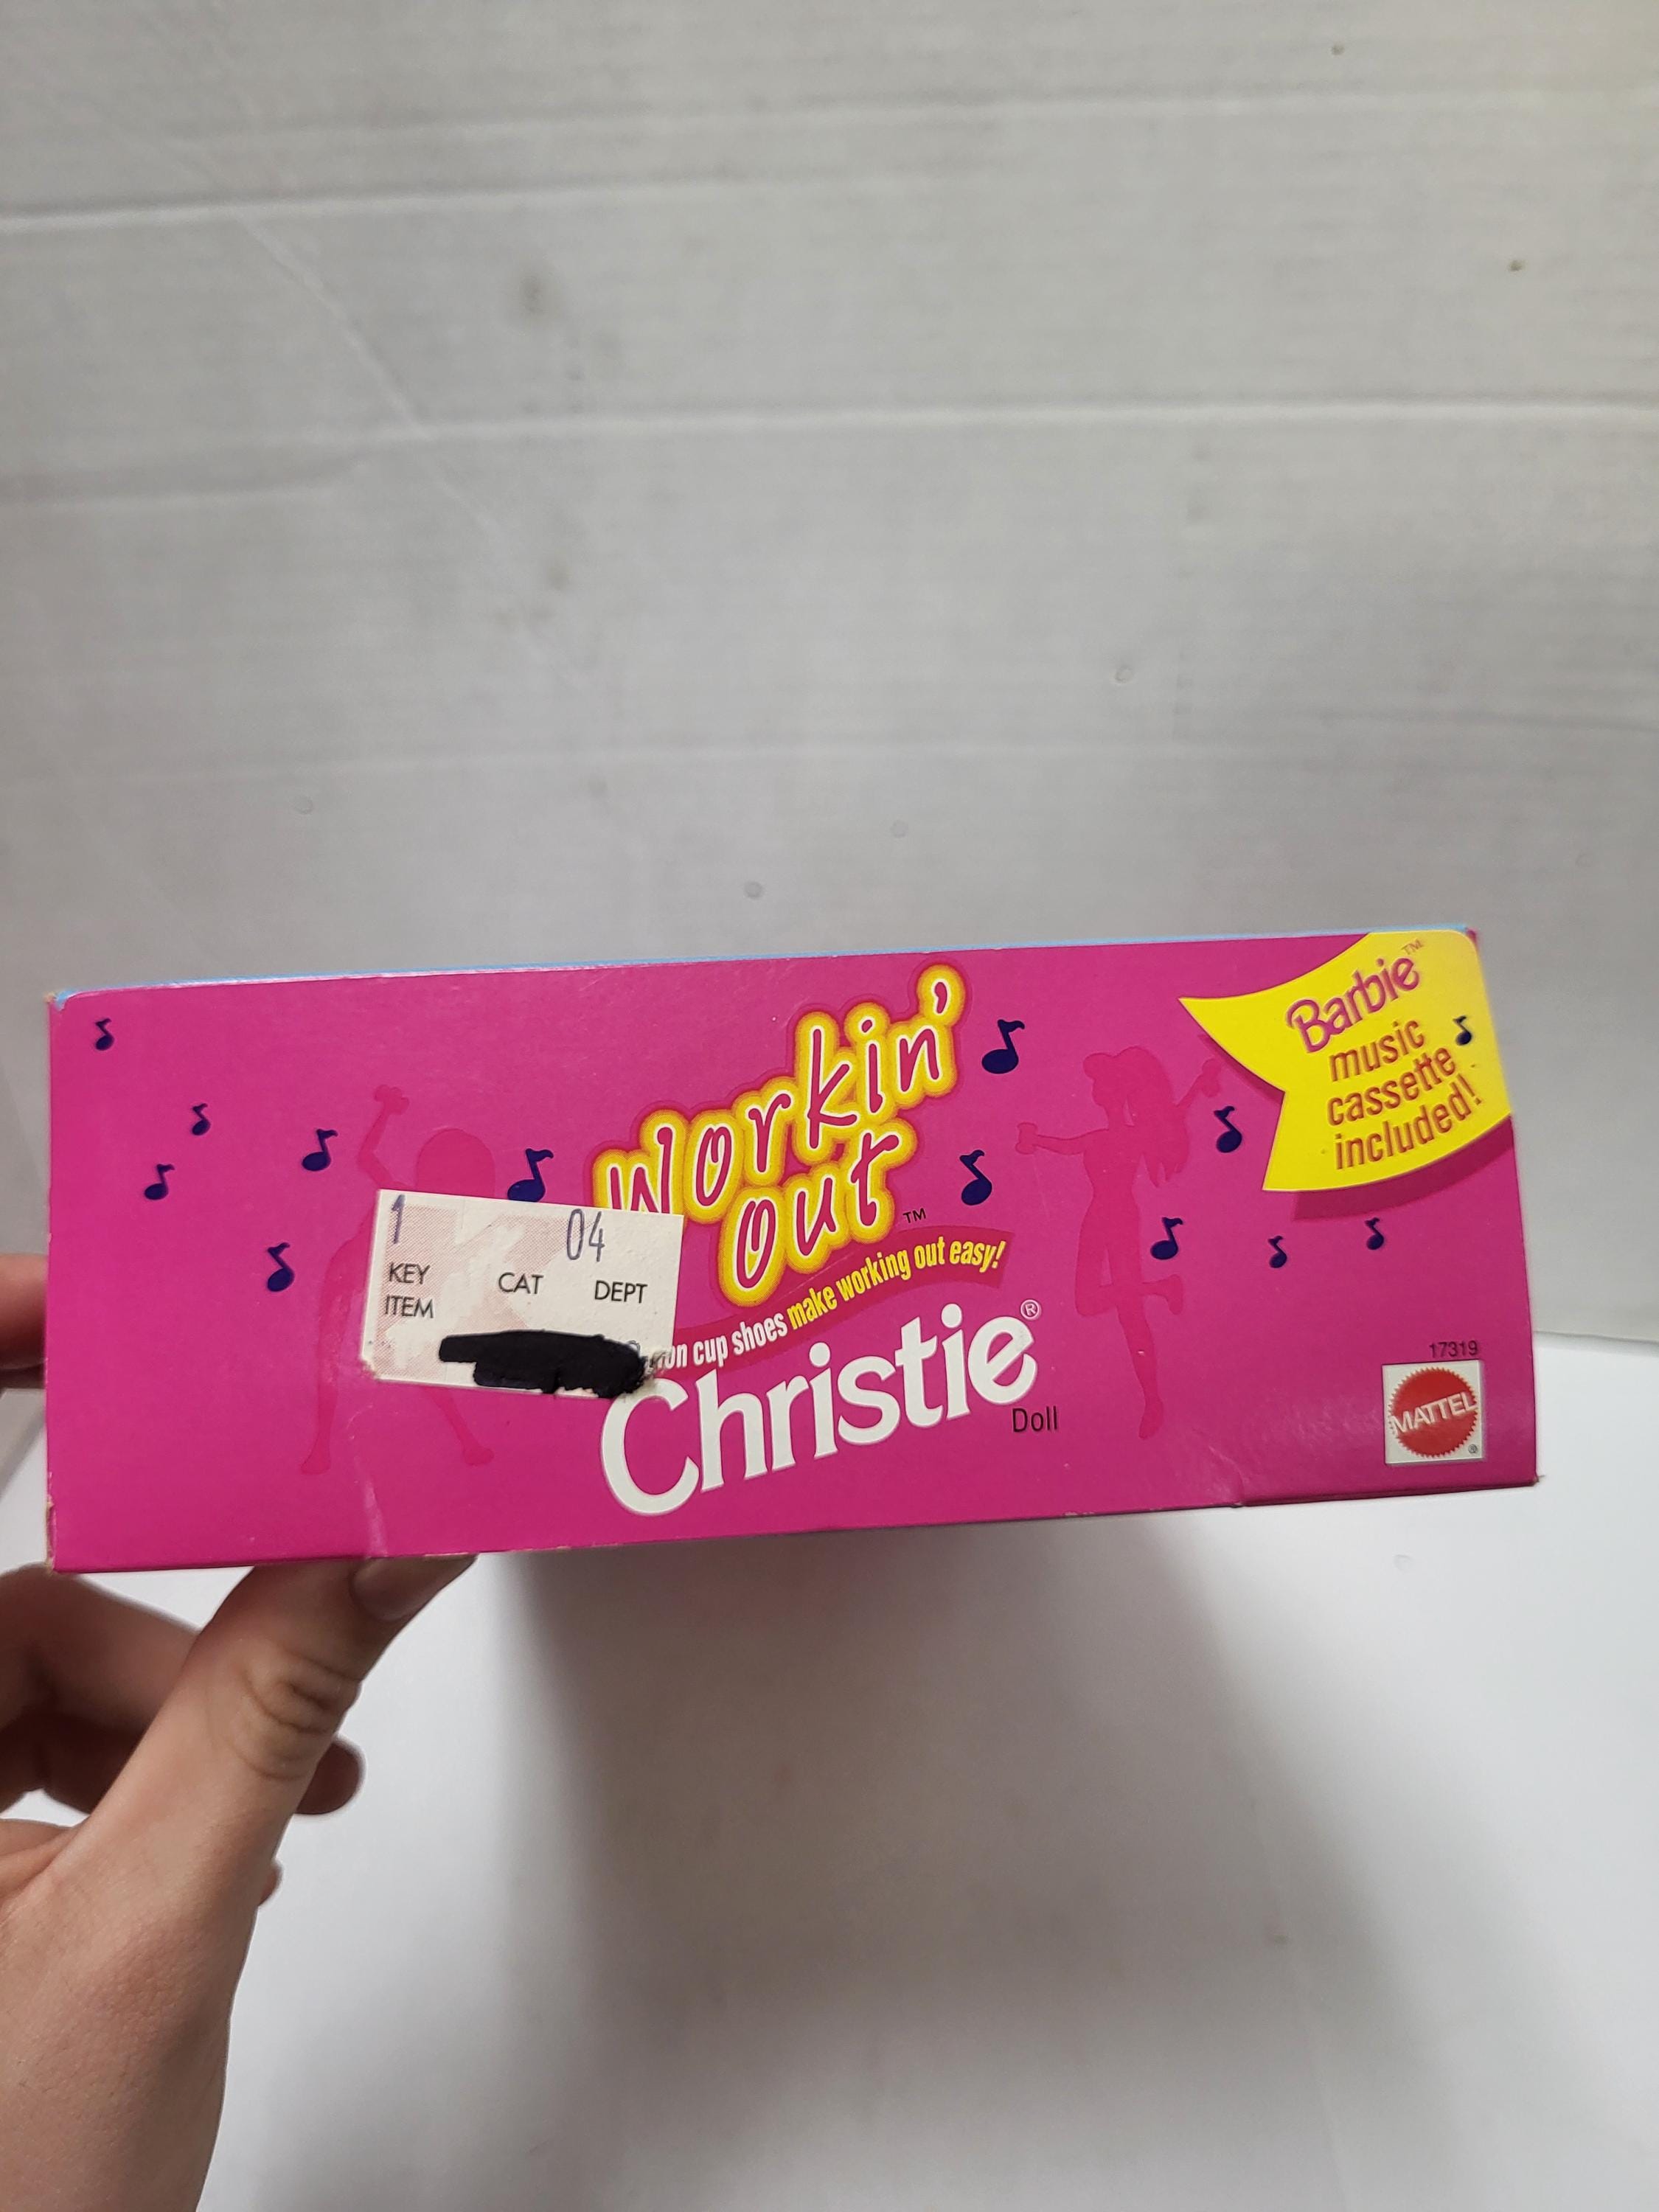 Workin'
Out™
cup shoes make working out easy!
Christie®
Doll
Barbie™
music
cassette
included!
1 04
KEY CAT DEPT
ITEM
17319
MATTEL
®